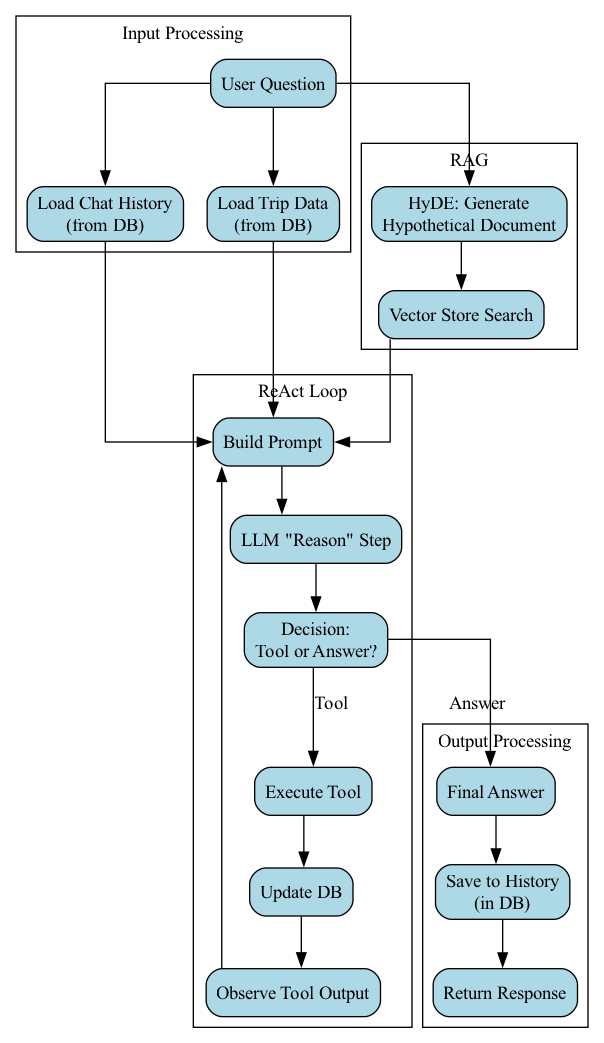 Input Processing
User Question
Load Chat History
(from DB)
Load Trip Data
(from DB)
RAG
HyDE: Generate
Hypothetical Document
Vector Store Search
ReAct Loop
Build Prompt
LLM "Reason" Step
Decision:
Tool or Answer?
Tool
Answer
Execute Tool
Update DB
Observe Tool Output
Output Processing
Final Answer
Save to History
(in DB)
Return Response